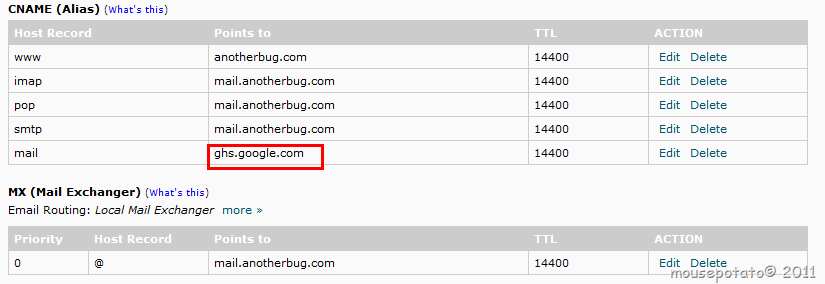 CNAME (Alias) (What's this)
Host Record Points to TTL ACTION
www anotherbug.com 14400 Edit Delete
imap mail.anotherbug.com 14400 Edit Delete
pop mail.anotherbug.com 14400 Edit Delete
smtp mail.anotherbug.com 14400 Edit Delete
mail ghs.google.com 14400 Edit Delete
MX (Mail Exchanger) (What's this)
Email Routing: Local Mail Exchanger more »
Priority Host Record Points to TTL ACTION
0 @ mail.anotherbug.com 14400 Edit Delete
mousepotato© 2011